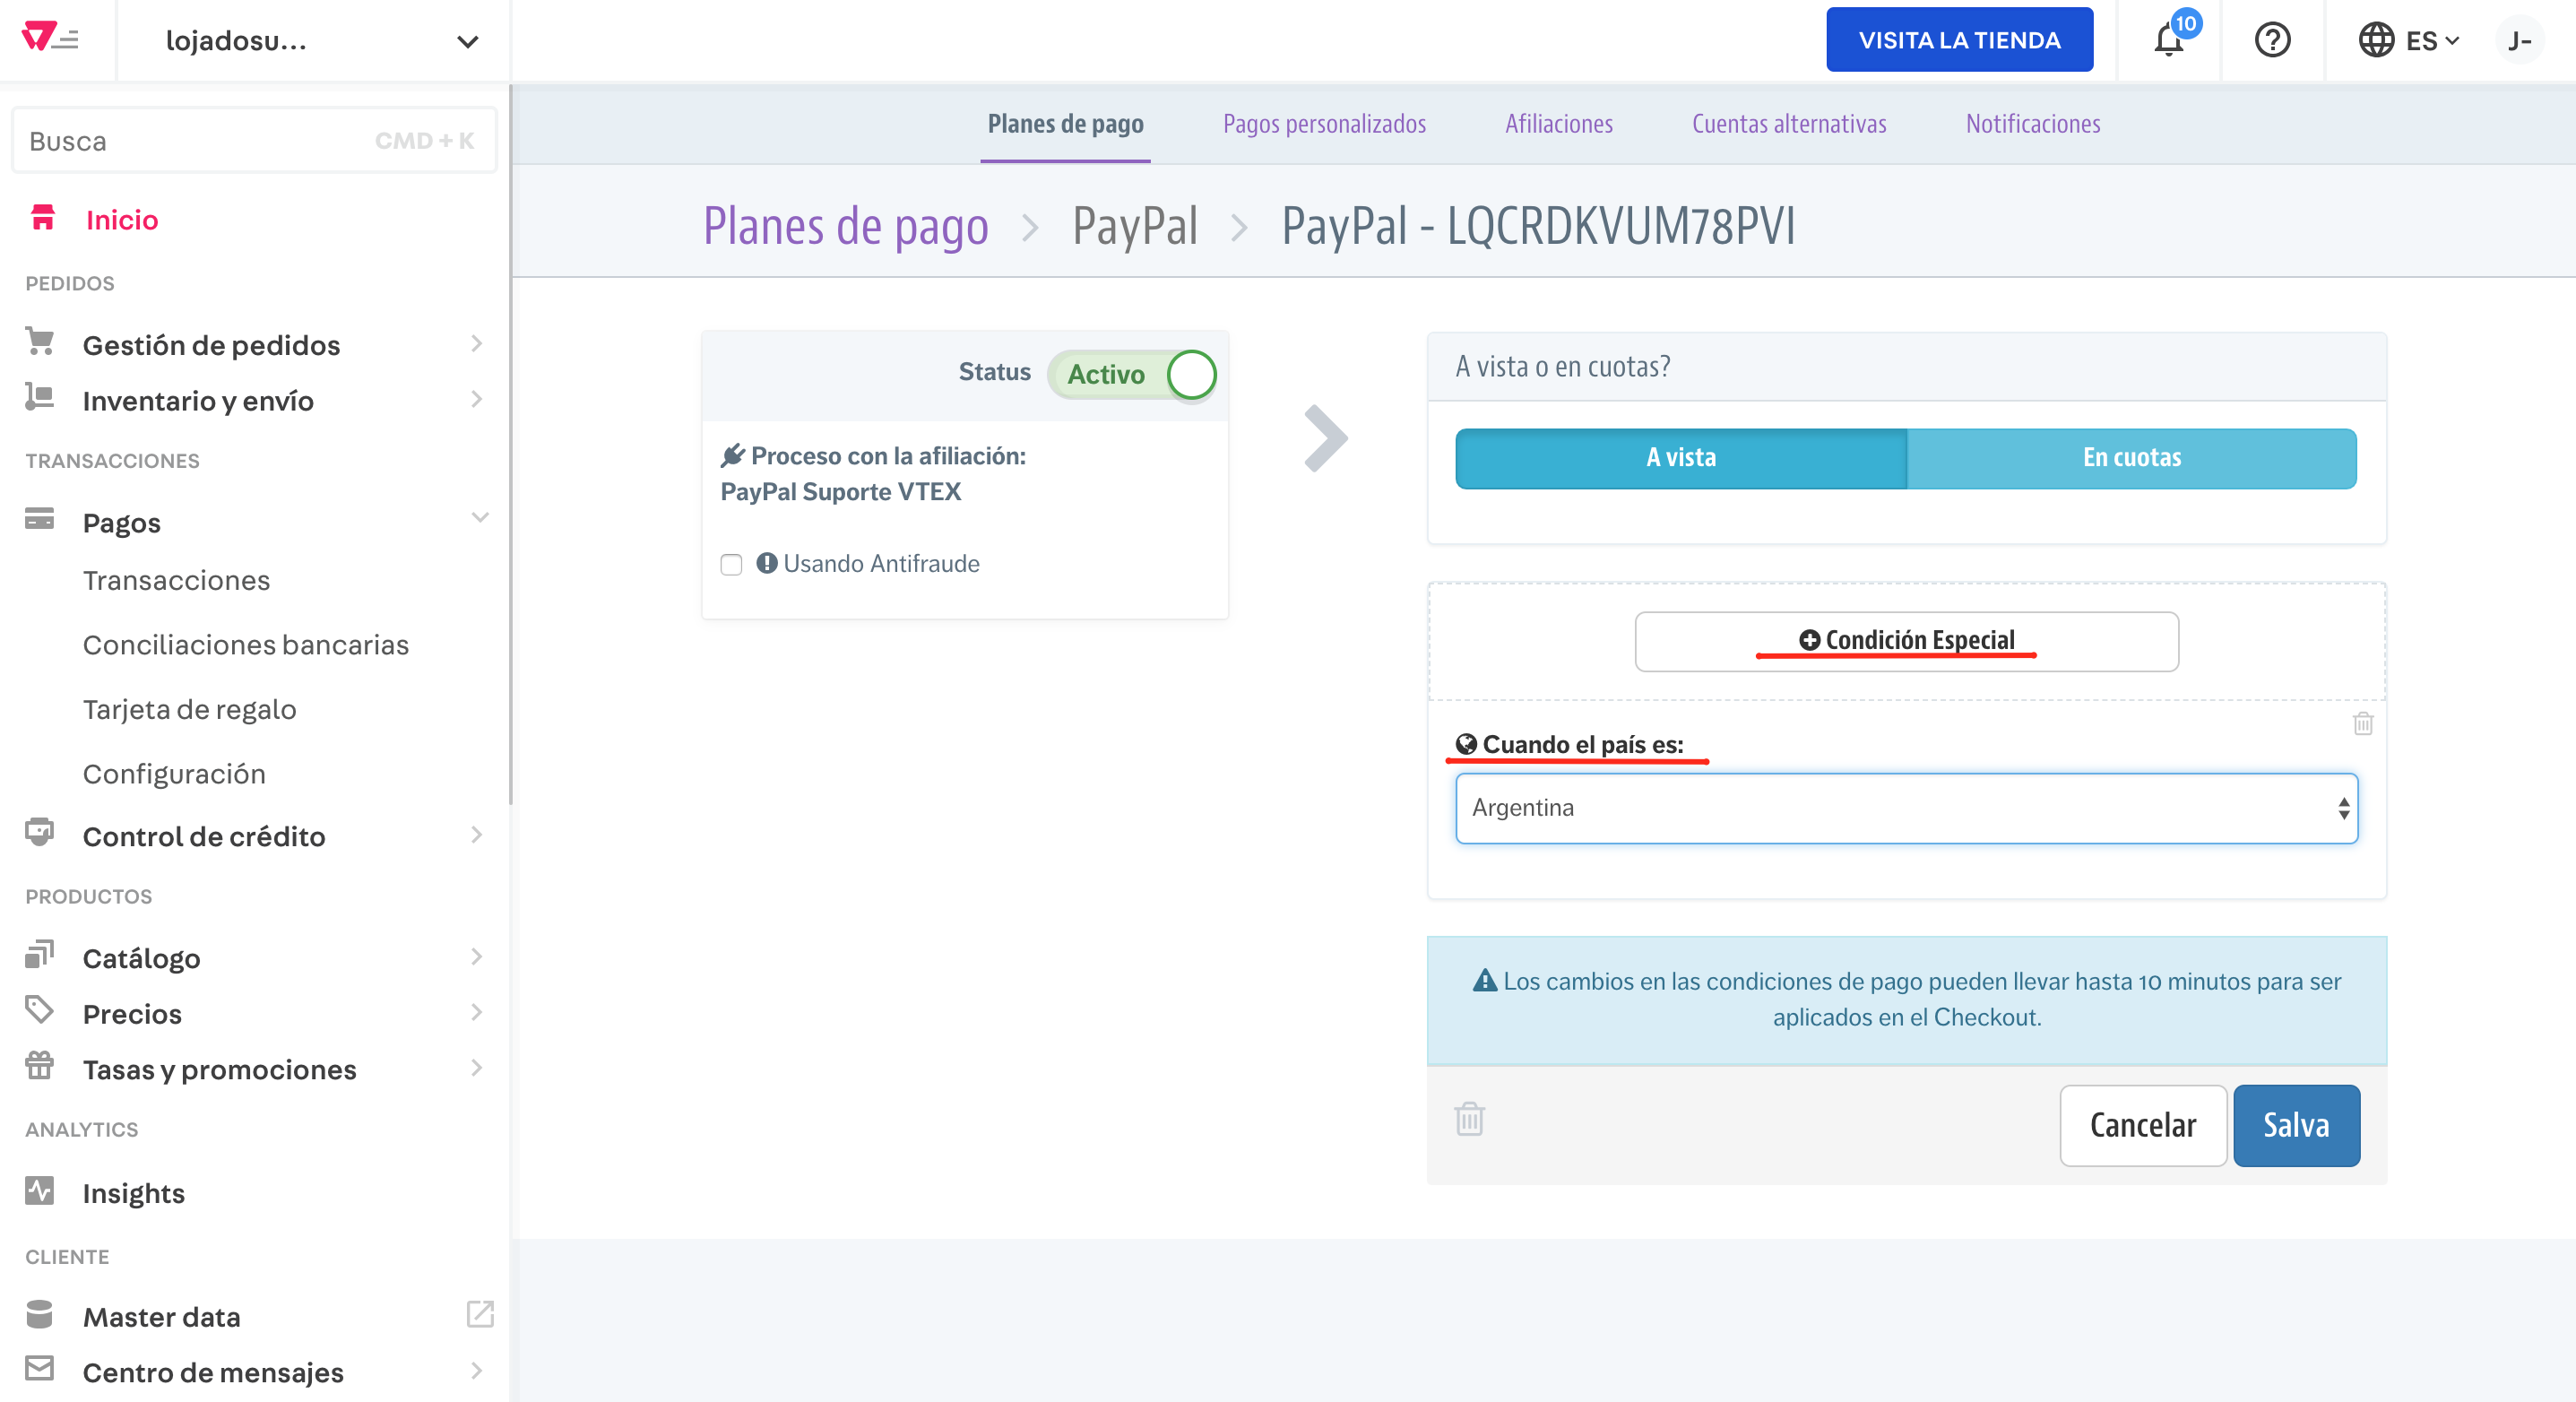 lojadosu...
VISITA LA TIENDA
10
ES
J-
Busca
CMD + K
Inicio
PEDIDOS
Gestión de pedidos
Inventario y envío
TRANSACCIONES
Pagos
Transacciones
Conciliaciones bancarias
Tarjeta de regalo
Configuración
Control de crédito
PRODUCTOS
Catálogo
Precios
Tasas y promociones
ANALYTICS
Insights
CLIENTE
Master data
Centro de mensajes
Planes de pago
Pagos personalizados
Afiliaciones
Cuentas alternativas
Notificaciones
Planes de pago > PayPal > PayPal - LQCRDKVUM78PVI
Status
Activo
Proceso con la afiliación:
PayPal Suporte VTEX
Usando Antifraude
A vista o en cuotas?
A vista
En cuotas
Condición Especial
Cuando el país es:
Argentina
Los cambios en las condiciones de pago pueden llevar hasta 10 minutos para ser
aplicados en el Checkout.
Cancelar
Salva